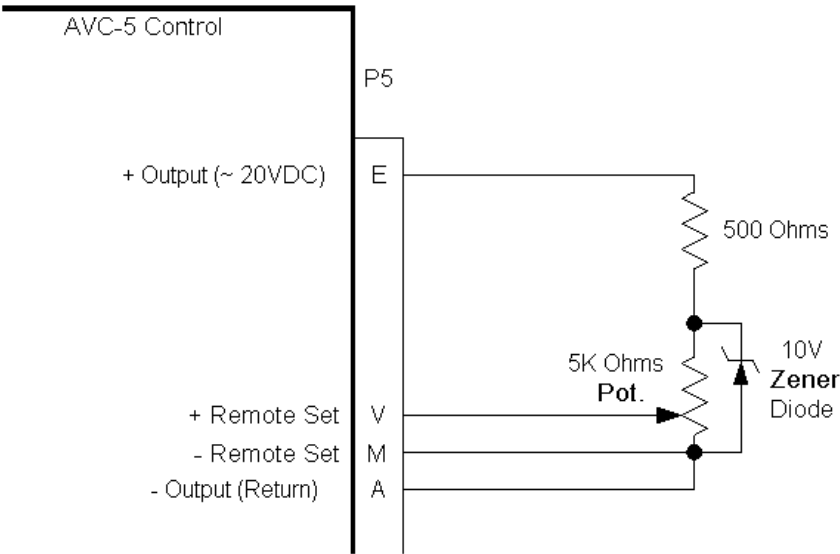 AVC-5 Control
P5
+ Output (~ 20VDC)
E
500 Ohms
5K Ohms
Pot.
10V
Zener
Diode
+ Remote Set
V
- Remote Set
M
- Output (Return)
A